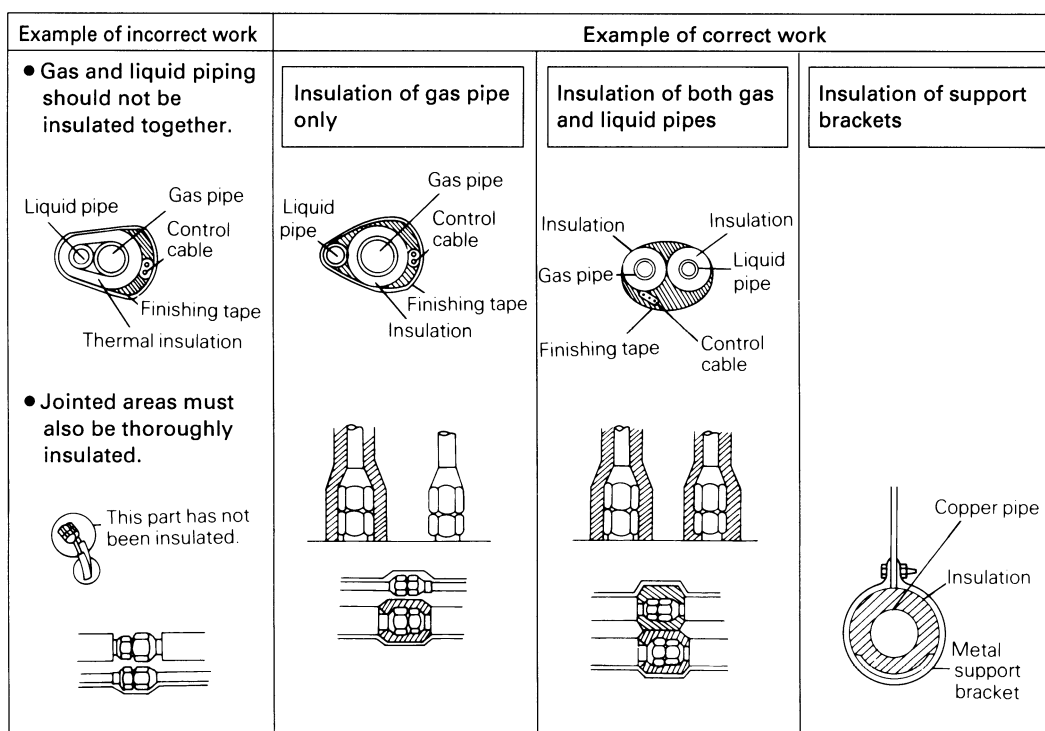 Example of incorrect work
Example of correct work
● Gas and liquid piping
should not be
insulated together.
Liquid pipe
Gas pipe
Control
cable
Finishing tape
Thermal insulation
● Jointed areas must
also be thoroughly
insulated.
This part has not
been insulated.
Insulation of gas pipe
only
Gas pipe
Liquid
pipe
Control
cable
Finishing tape
Insulation
Insulation of both gas
and liquid pipes
Insulation
Insulation
Gas pipe
Liquid
pipe
Finishing tape
Control
cable
Insulation of support
brackets
Copper pipe
Insulation
Metal
support
bracket